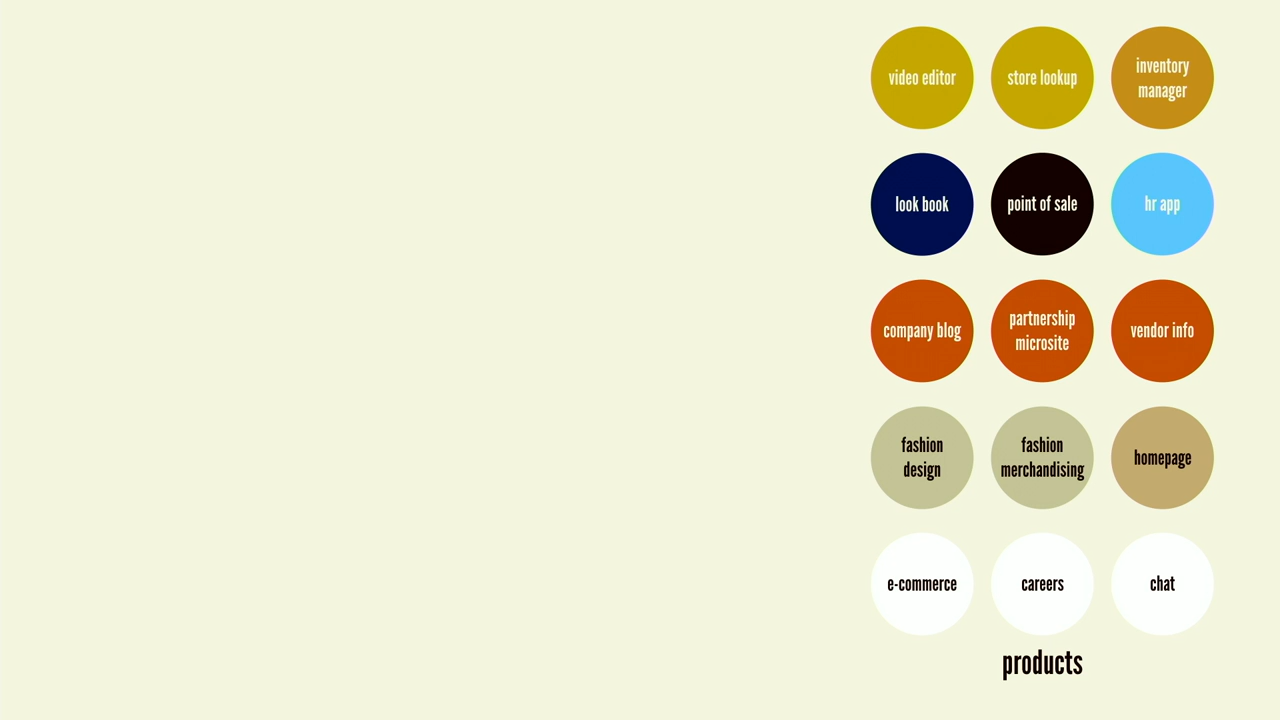 video editor
store lookup
inventory
manager
look book
point of sale
hr app
company blog
partnership
microsite
vendor info
fashion
design
fashion
merchandising
homepage
e-commerce
careers
chat
products